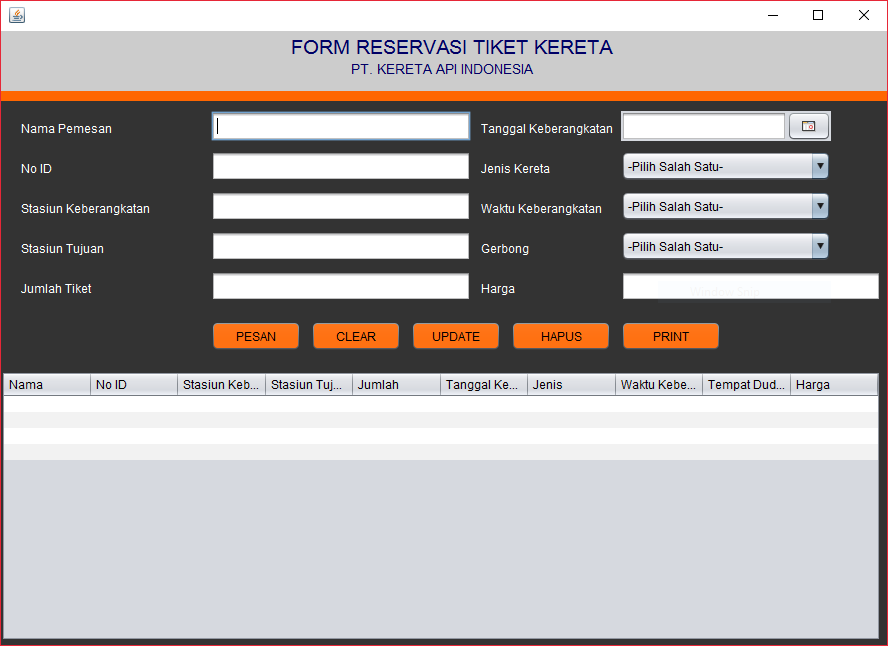 FORM RESERVASI TIKET KERETA
PT. KERETA API INDONESIA
Nama Pemesan
Tanggal Keberangkatan
No ID
Jenis Kereta
-Pilih Salah Satu-
Stasiun Keberangkatan
Waktu Keberangkatan
-Pilih Salah Satu-
Stasiun Tujuan
Gerbong
-Pilih Salah Satu-
Jumlah Tiket
Harga
PESAN
CLEAR
UPDATE
HAPUS
PRINT
Nama
No ID
Stasiun Keb...
Stasiun Tuj...
Jumlah
Tanggal Ke...
Jenis
Waktu Kebe...
Tempat Dud...
Harga